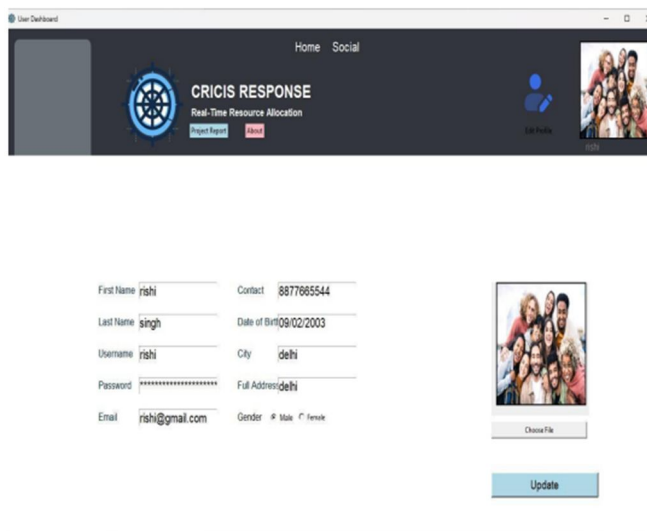 User Dashboard
Home Social
CRICIS RESPONSE
Real-Time Resource Allocation
Project Report About
Edit Profile
rishi
First Name rishi Contact 8877665544
Last Name singh Date of Birt 09/02/2003
Username rishi City delhi
Password ********************* Full Address delhi
Email rishi@gmail.com Gender Male Female
Choose File
Update